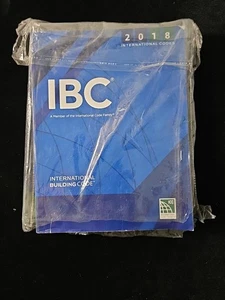 2018
INTERNATIONAL CODES
IBC®
A Member of the International Code Family®
INTERNATIONAL
BUILDING CODE®